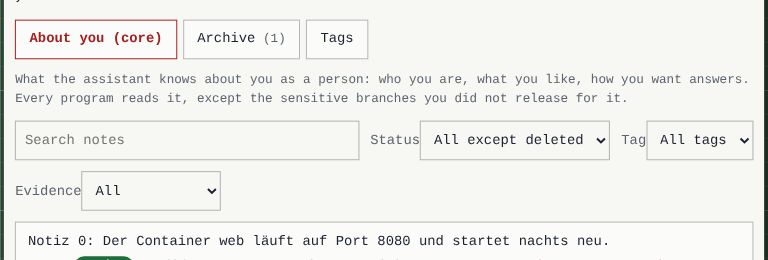 About you (core) Archive (1) Tags
What the assistant knows about you as a person: who you are, what you like, how you want answers.
Every program reads it, except the sensitive branches you did not release for it.
Search notes Status All except deleted Tag All tags
Evidence All
Notiz 0: Der Container web läuft auf Port 8080 und startet nachts neu.